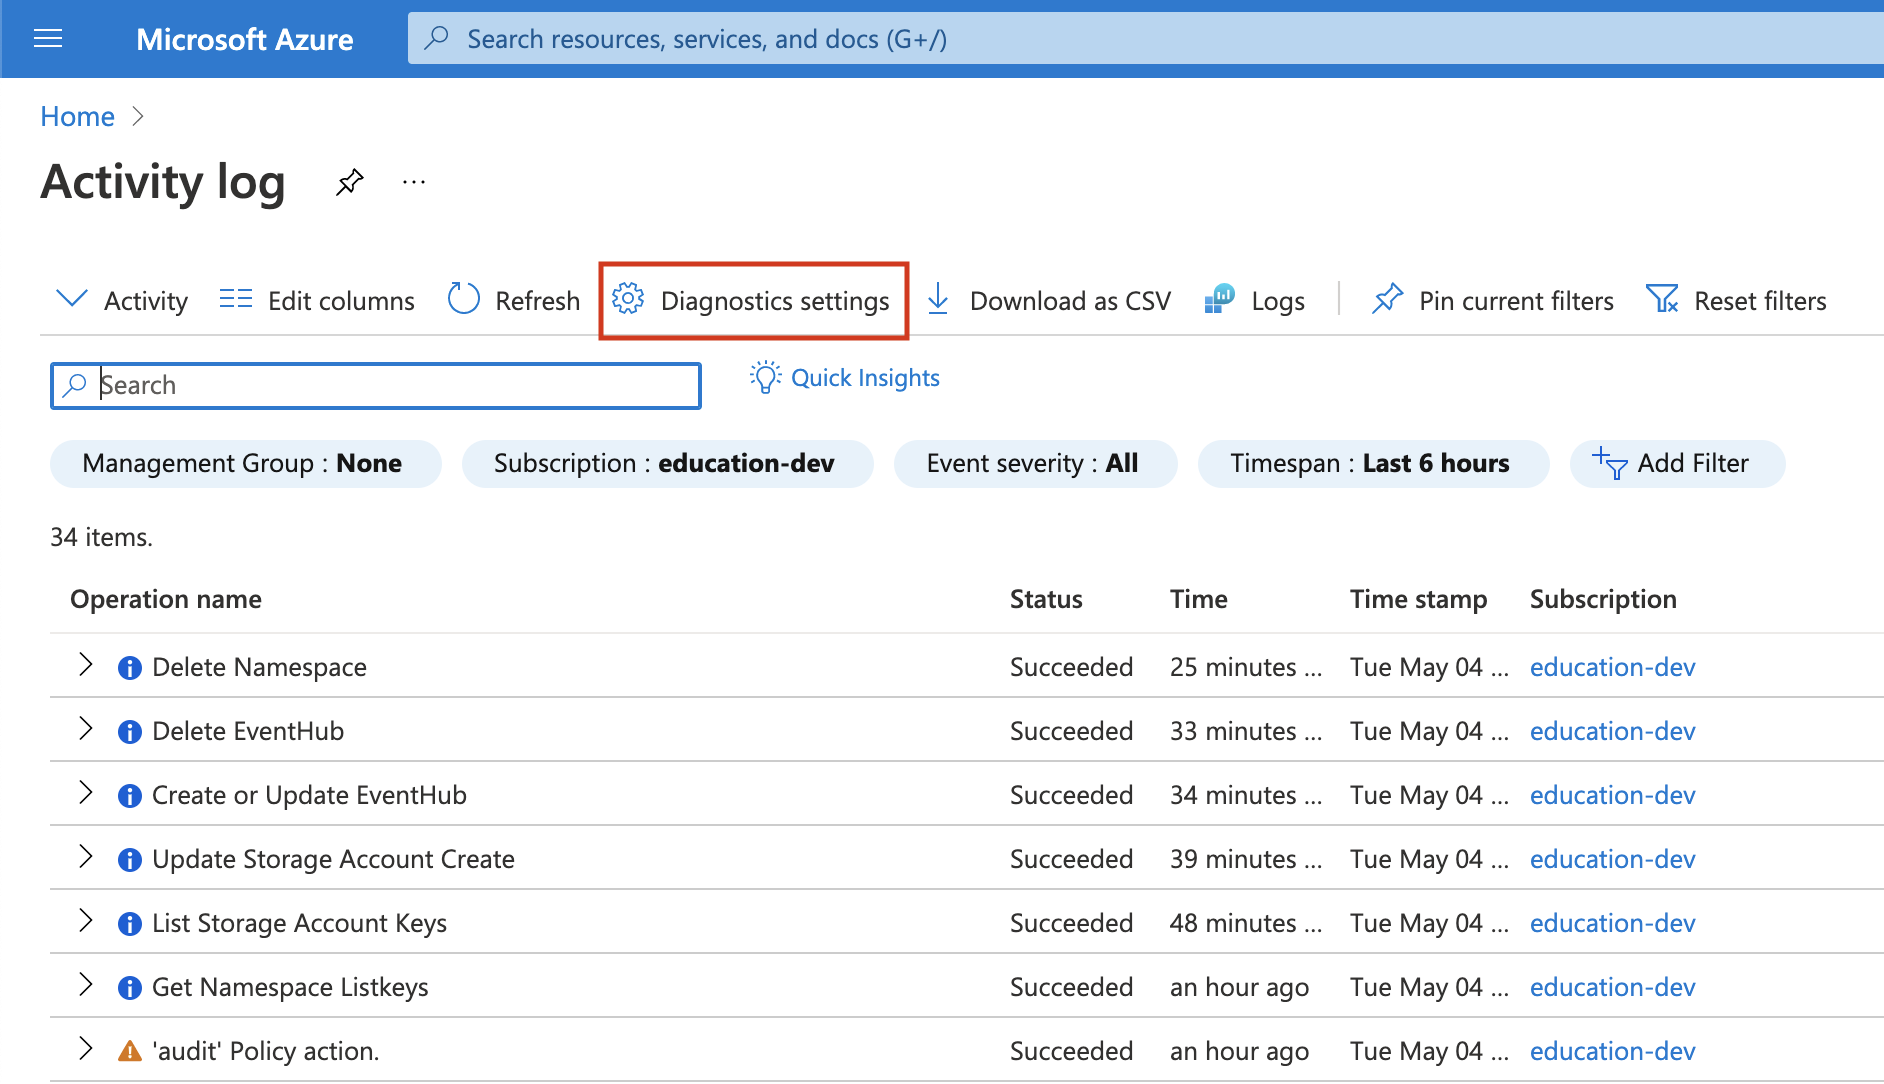 Microsoft Azure Search resources, services, and docs (G+/)
Home
Activity log ...
Activity Edit columns Refresh Diagnostics settings Download as CSV Logs Pin current filters Reset filters
Search Quick Insights
Management Group : None Subscription : education-dev Event severity : All Timespan : Last 6 hours Add Filter
34 items.
Operation name Status Time Time stamp Subscription
Delete Namespace Succeeded 25 minutes ... Tue May 04 ... education-dev
Delete EventHub Succeeded 33 minutes ... Tue May 04 ... education-dev
Create or Update EventHub Succeeded 34 minutes ... Tue May 04 ... education-dev
Update Storage Account Create Succeeded 39 minutes ... Tue May 04 ... education-dev
List Storage Account Keys Succeeded 48 minutes ... Tue May 04 ... education-dev
Get Namespace Listkeys Succeeded an hour ago Tue May 04 ... education-dev
'audit' Policy action. Succeeded an hour ago Tue May 04 ... education-dev